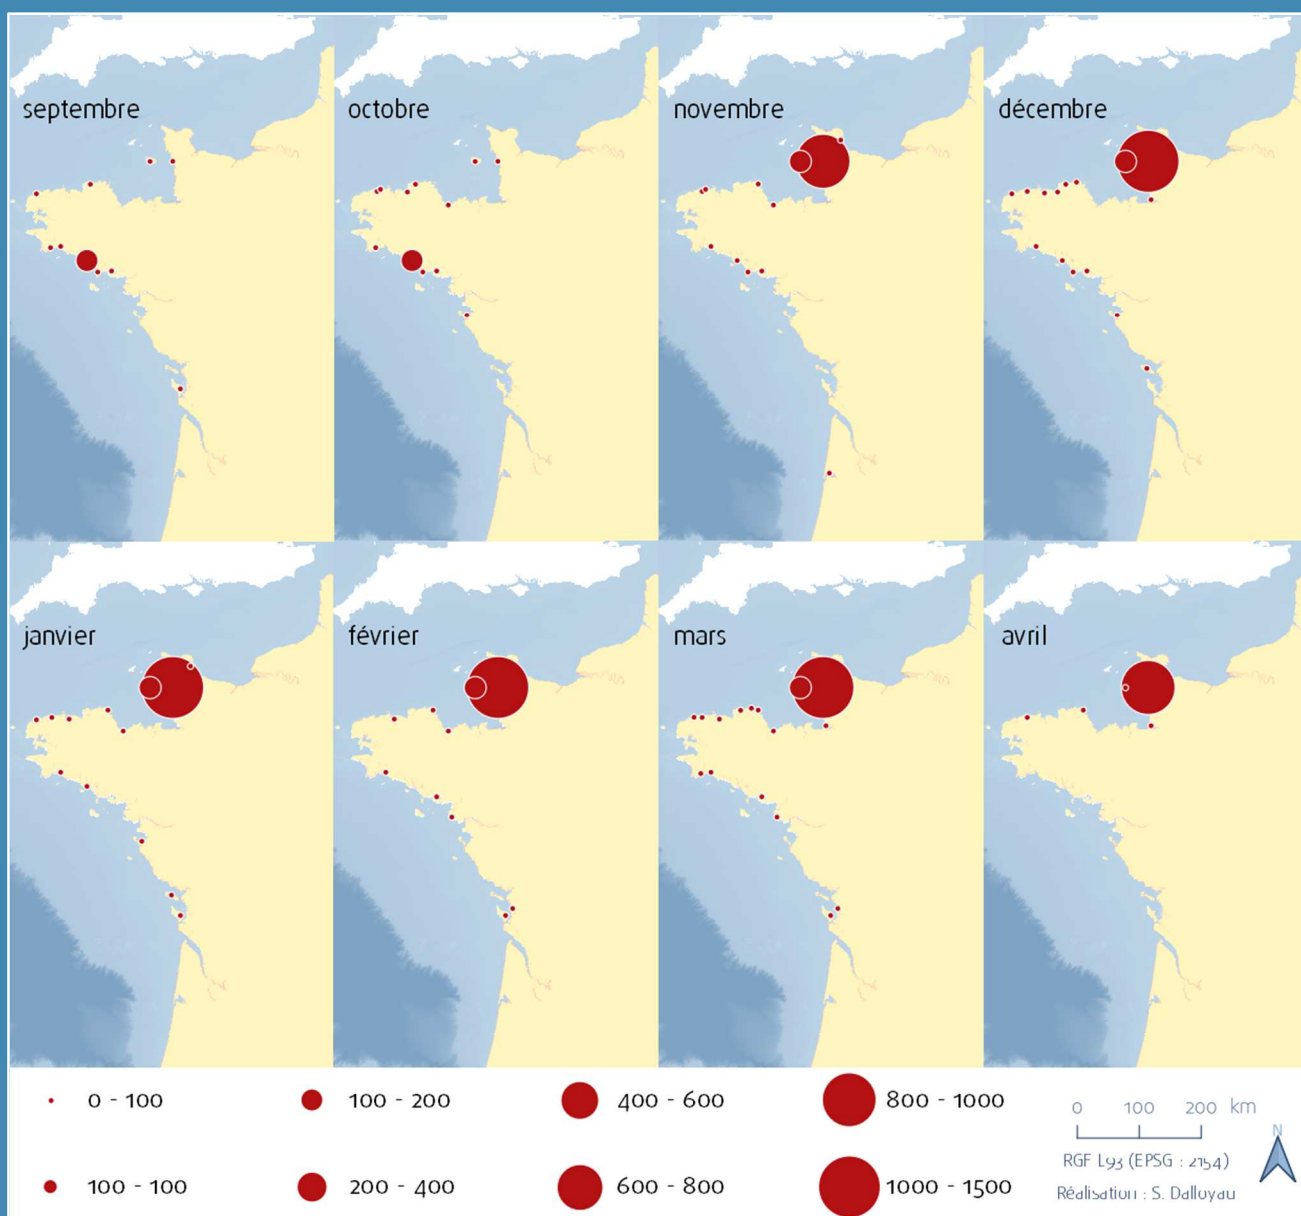 septembre
octobre
novembre
décembre
janvier
février
mars
avril
0 - 100
100 - 200
400 - 600
800 - 1000
100 - 100
200 - 400
600 - 800
1000 - 1500
0 100 200 km
N
RGF L93 (EPSG : 2154)
Réalisation : S. Dalloyau